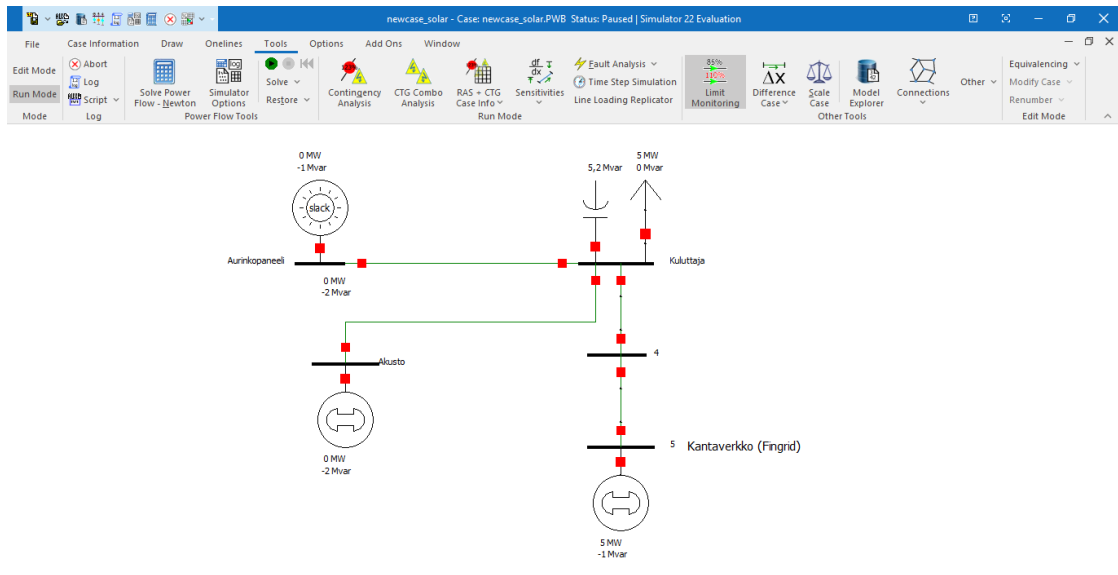 newcase_solar - Case: newcase_solar.PWB Status: Paused | Simulator 22 Evaluation
File Case Information Draw Onelines Tools Options Add Ons Window
Edit Mode
Run Mode
Mode
Abort
Log
Script
Log
Solve Power Flow - Newton
Simulator Options
Solve
Restore
Power Flow Tools
Contingency Analysis
CTG Combo Analysis
RAS + CTG Case Info
Sensitivities
Fault Analysis
Time Step Simulation
Line Loading Replicator
Run Mode
85%
110%
Limit Monitoring
Difference Case
Scale Case
Model Explorer
Connections
Other
Other Tools
Equivalencing
Modify Case
Renumber
Edit Mode
0 MW
-1 Mvar
slack
5,2 Mvar
5 MW
0 Mvar
Aurinkopaneeli
Kuluttaja
0 MW
-2 Mvar
Akusto
4
0 MW
-2 Mvar
5 Kantaverkko (Fingrid)
5 MW
-1 Mvar